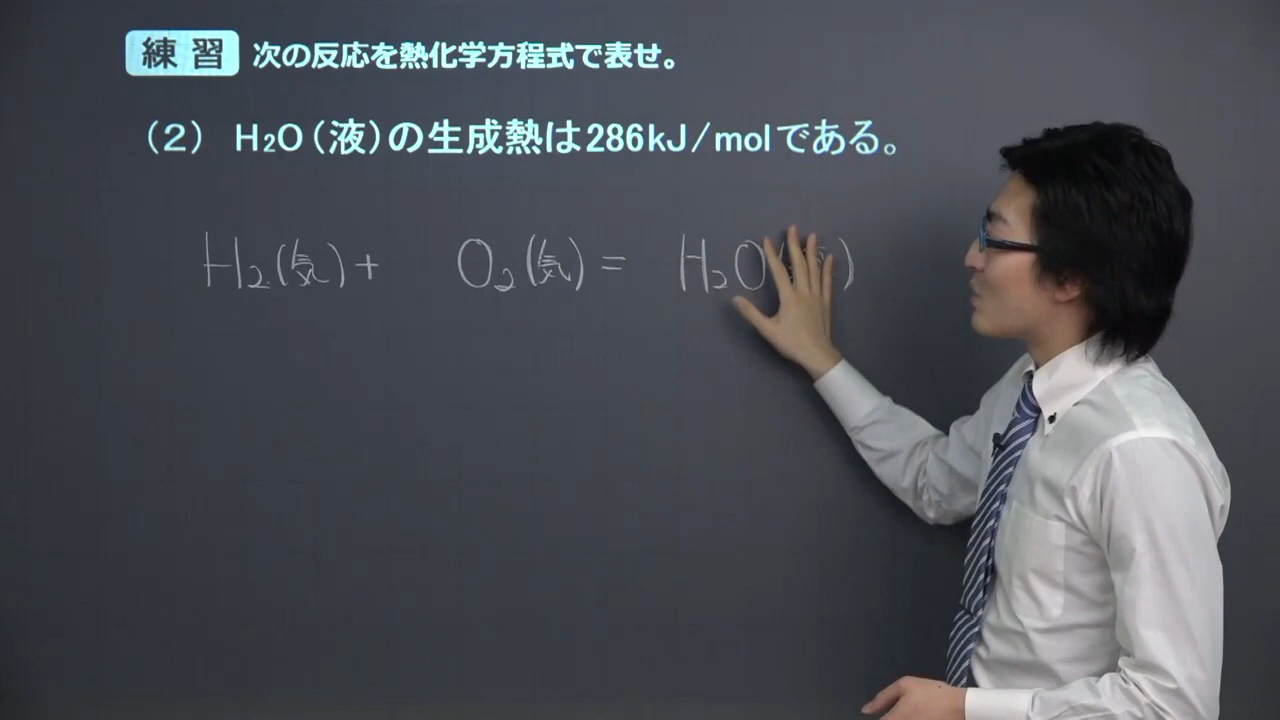 練習 次の反応を熱化学方程式で表せ。
（2） H₂O（液）の生成熱は286kJ/molである。
H₂(気) + O₂(気) = H₂O( )